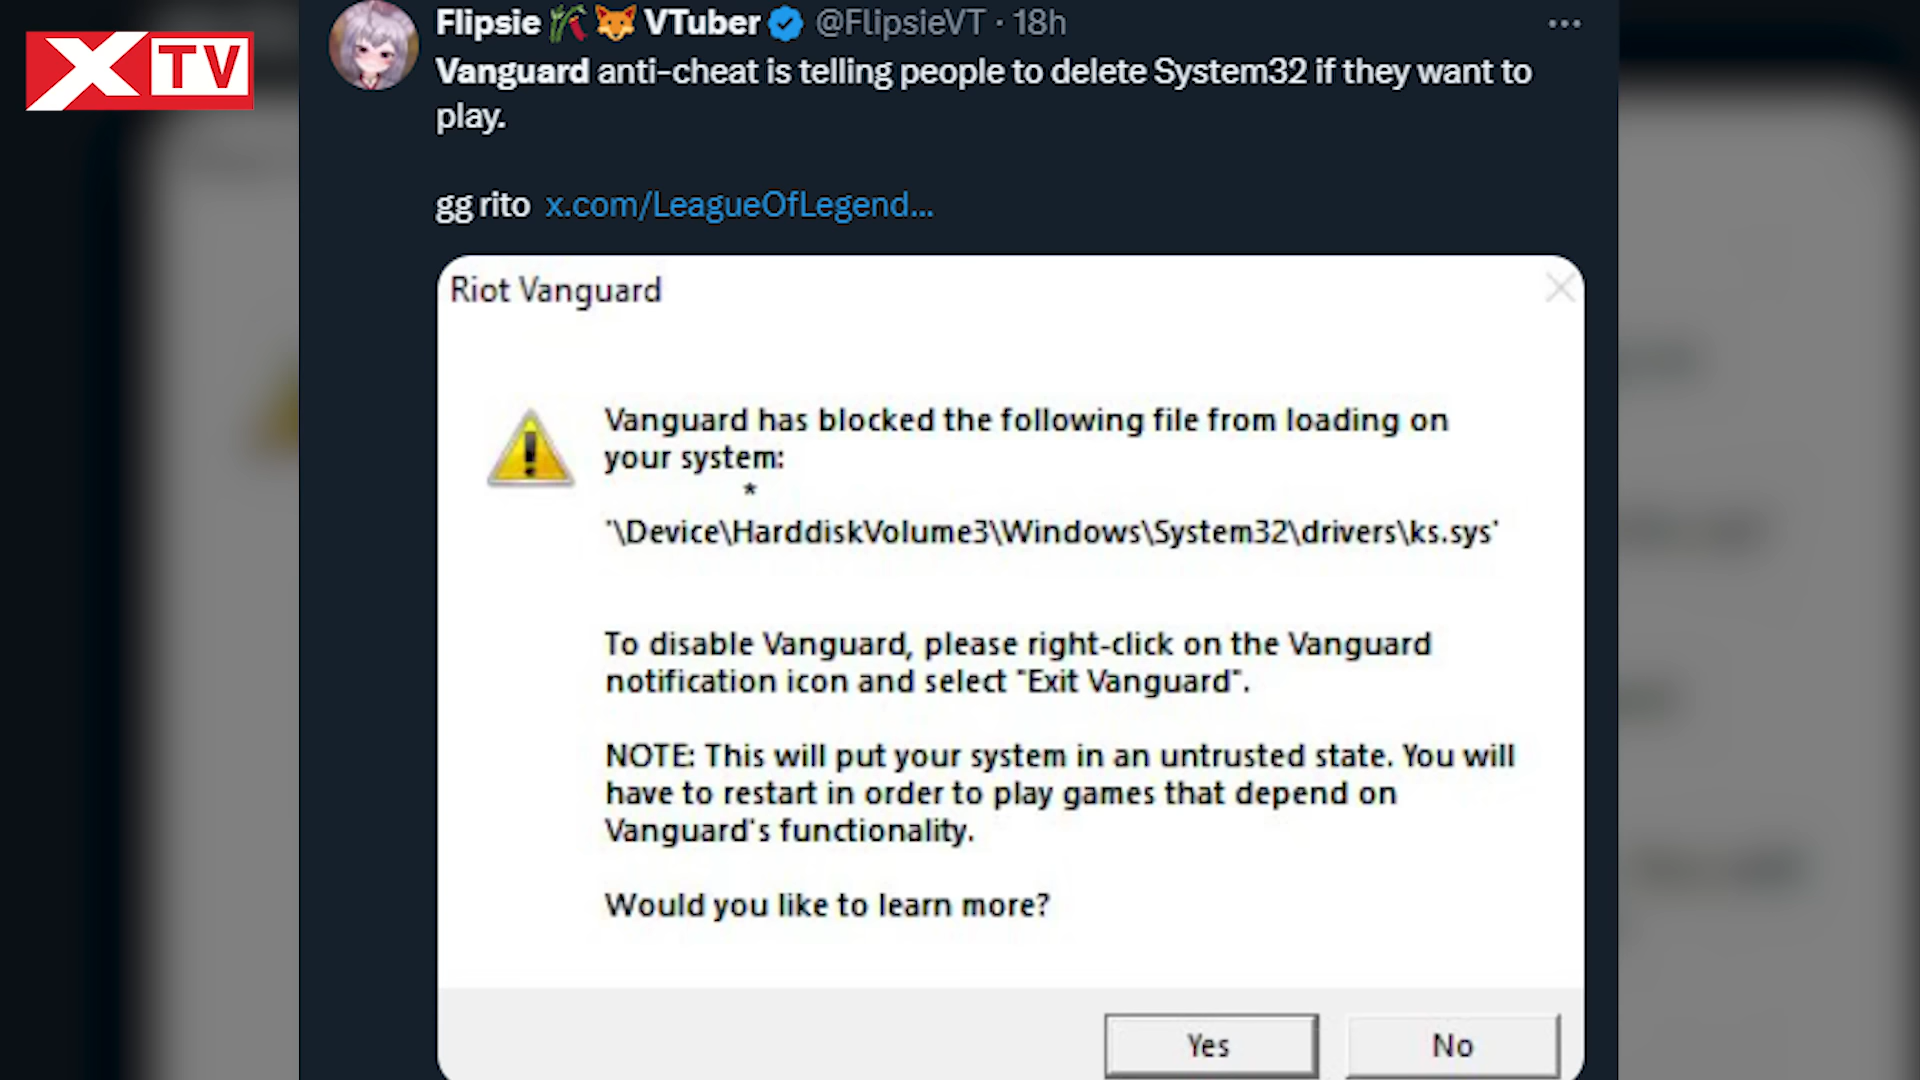 XTV
Flipsie VTuber @FlipsieVT · 18h
Vanguard anti-cheat is telling people to delete System32 if they want to
play.
gg rito x.com/LeagueOfLegend...
Riot Vanguard
Vanguard has blocked the following file from loading on
your system:
*
'\Device\HarddiskVolume3\Windows\System32\drivers\ks.sys'
To disable Vanguard, please right-click on the Vanguard
notification icon and select "Exit Vanguard".
NOTE: This will put your system in an untrusted state. You will
have to restart in order to play games that depend on
Vanguard's functionality.
Would you like to learn more?
Yes No